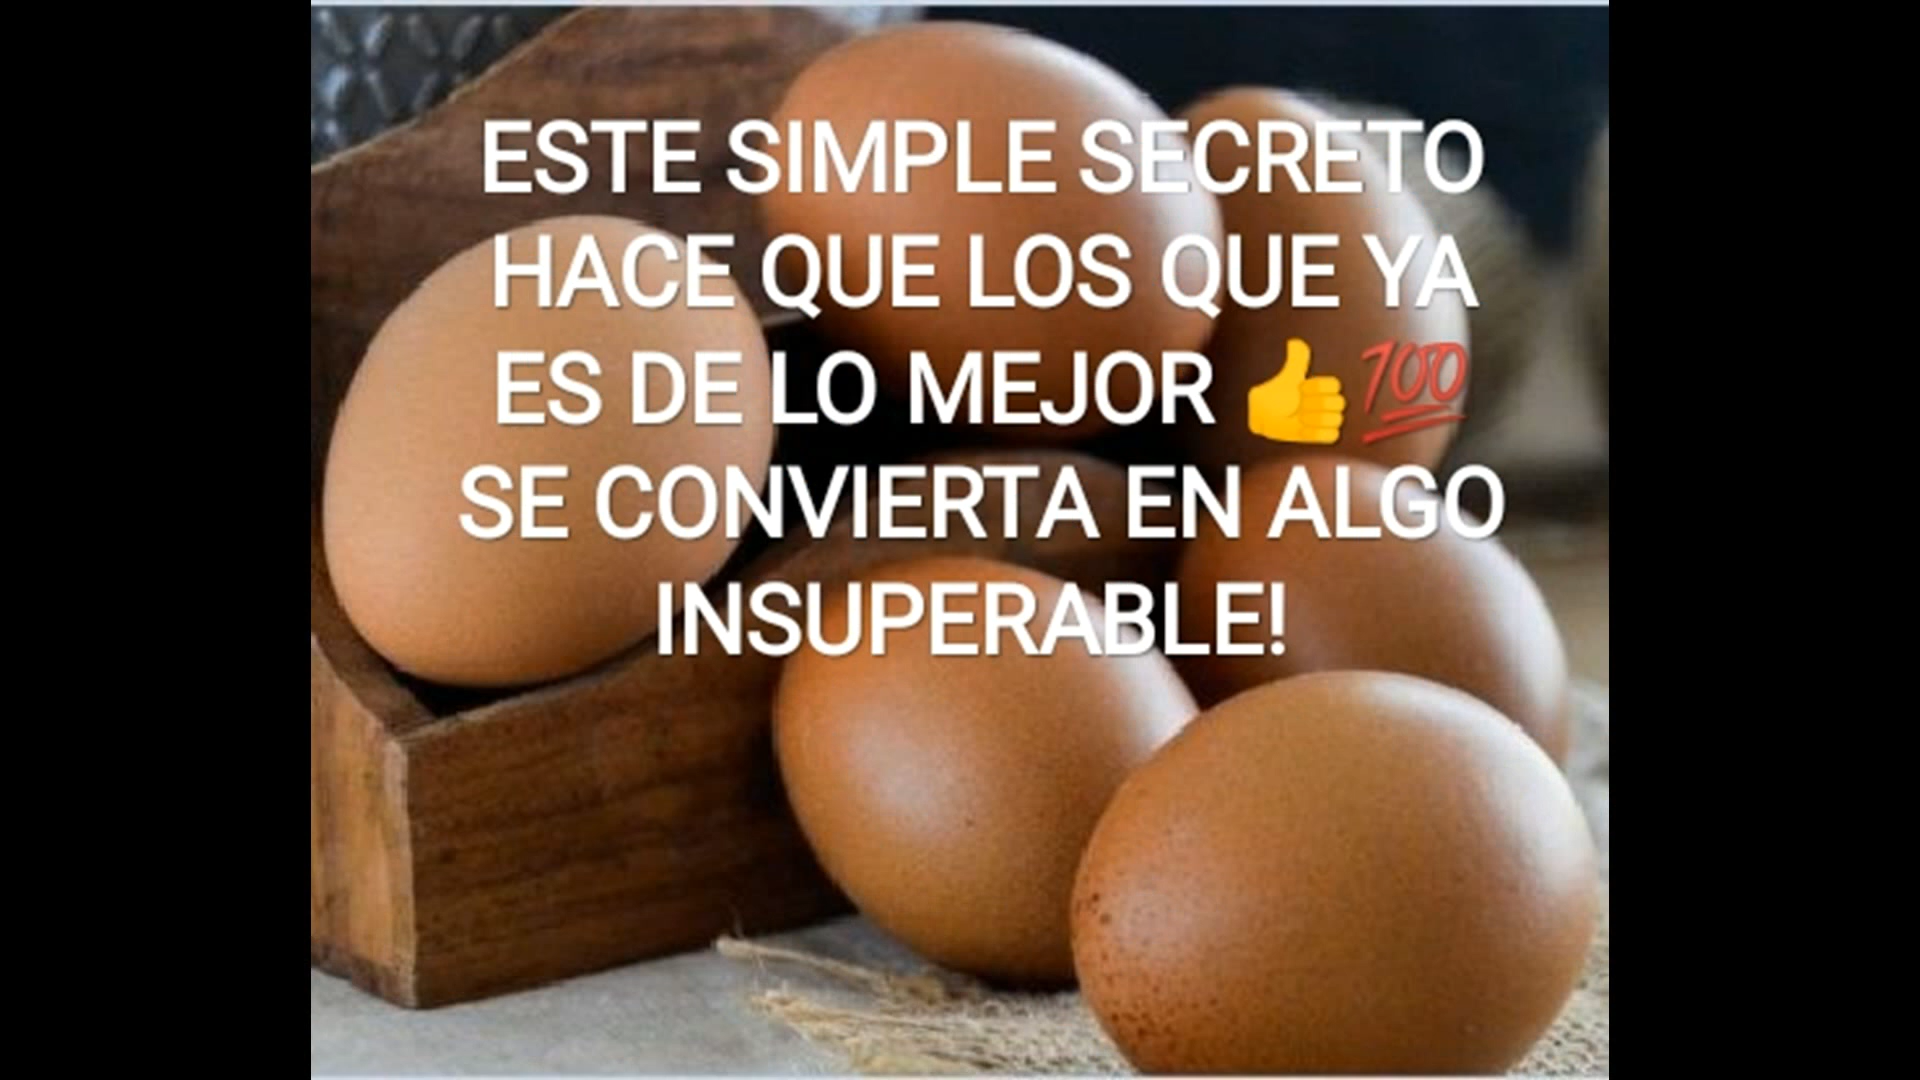 ESTE SIMPLE SECRETO
HACE QUE LOS QUE YA
ES DE LO MEJOR 👍💯
SE CONVIERTA EN ALGO
INSUPERABLE!